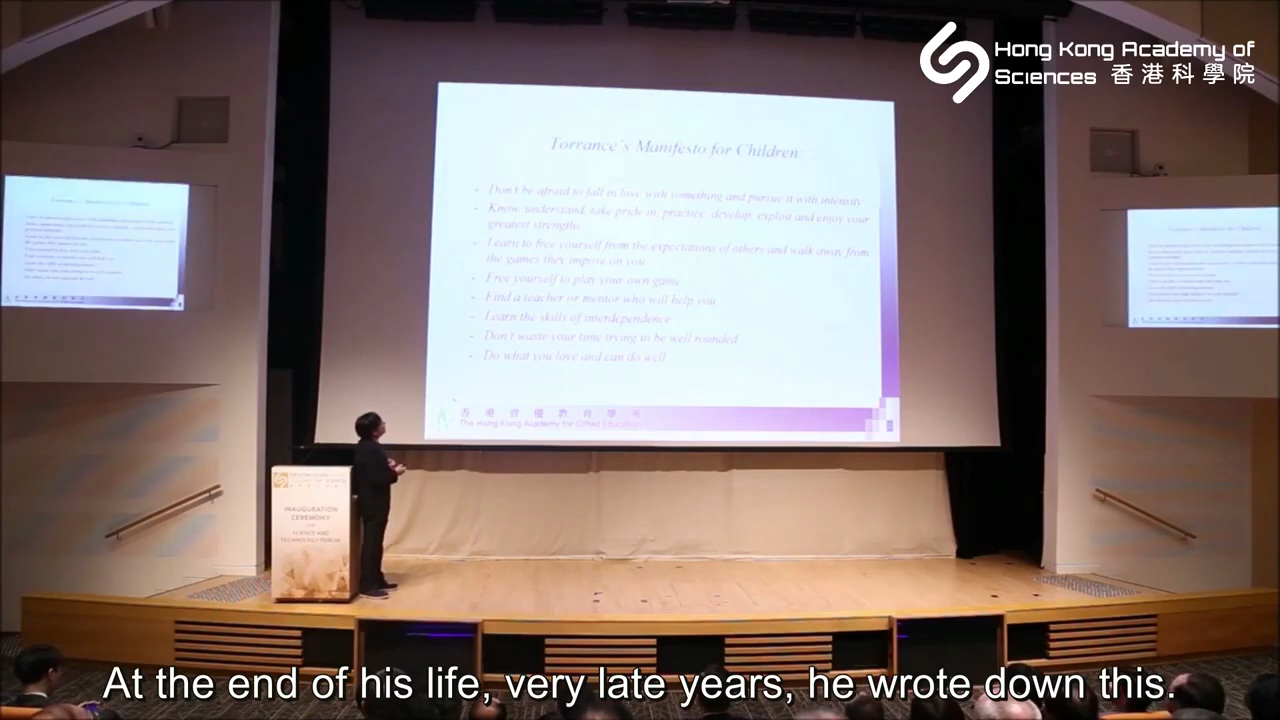 Hong Kong Academy of
Sciences 香港科學院
Torrance's Manifesto for Children:
- Don't be afraid to fall in love with something and pursue it with intensity
- Know, understand, take pride in, practice, develop, exploit and enjoy your
greatest strengths
- Learn to free yourself from the expectations of others and walk away from
the games they impose on you
- Free yourself to play your own game
- Find a teacher or mentor who will help you
- Learn the skills of interdependence
- Don't waste your time trying to be well rounded
- Do what you love and can do well
香港資優教育學苑
The Hong Kong Academy for Gifted Education
INAUGURATION
CEREMONY
SCIENCE AND
TECHNOLOGY FORUM
At the end of his life, very late years, he wrote down this.